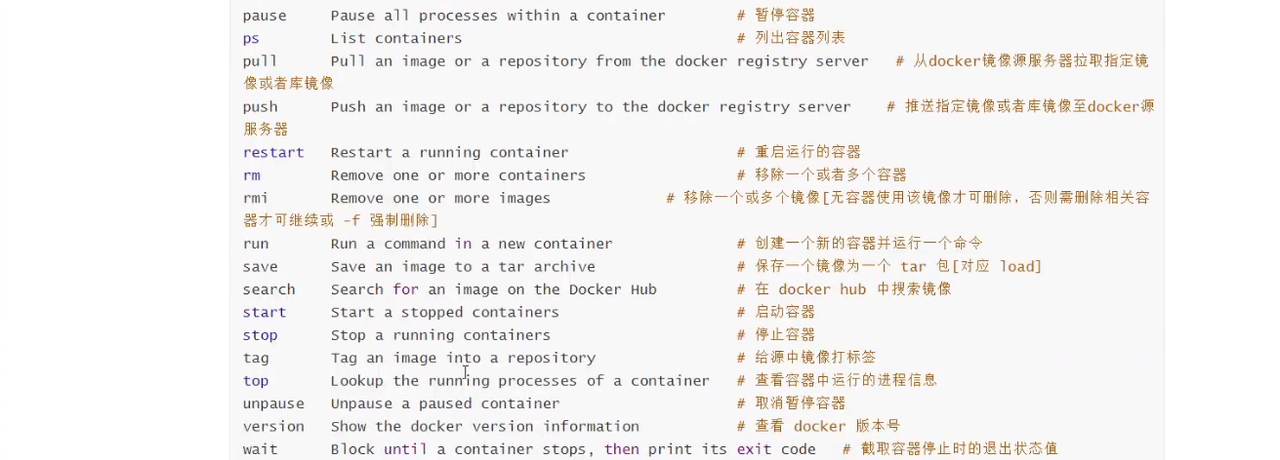 pause     Pause all processes within a container        # 暂停容器
ps        List containers                               # 列出容器列表
pull      Pull an image or a repository from the docker registry server   # 从docker镜像源服务器拉取指定镜
像或者库镜像
push      Push an image or a repository to the docker registry server    # 推送指定镜像或者库镜像至docker源
服务器
restart   Restart a running container                   # 重启运行的容器
rm        Remove one or more containers                 # 移除一个或者多个容器
rmi       Remove one or more images             # 移除一个或多个镜像[无容器使用该镜像才可删除，否则需删除相关容
器才可继续或 -f 强制删除]
run       Run a command in a new container              # 创建一个新的容器并运行一个命令
save      Save an image to a tar archive                # 保存一个镜像为一个 tar 包[对应 load]
search    Search for an image on the Docker Hub         # 在 docker hub 中搜索镜像
start     Start a stopped containers                    # 启动容器
stop      Stop a running containers                     # 停止容器
tag       Tag an image into a repository                # 给源中镜像打标签
top       Lookup the running processes of a container   # 查看容器中运行的进程信息
unpause   Unpause a paused container                    # 取消暂停容器
version   Show the docker version information           # 查看 docker 版本号
wait      Block until a container stops, then print its exit code   # 截取容器停止时的退出状态值